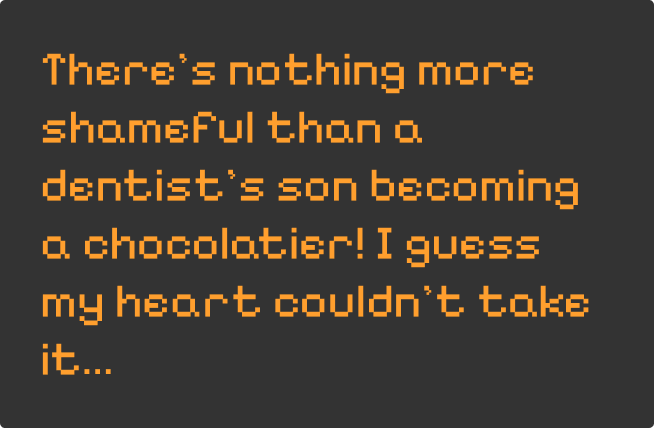 There's nothing more
shameful than a
dentist's son becoming
a chocolatier! I guess
my heart couldn't take
it...